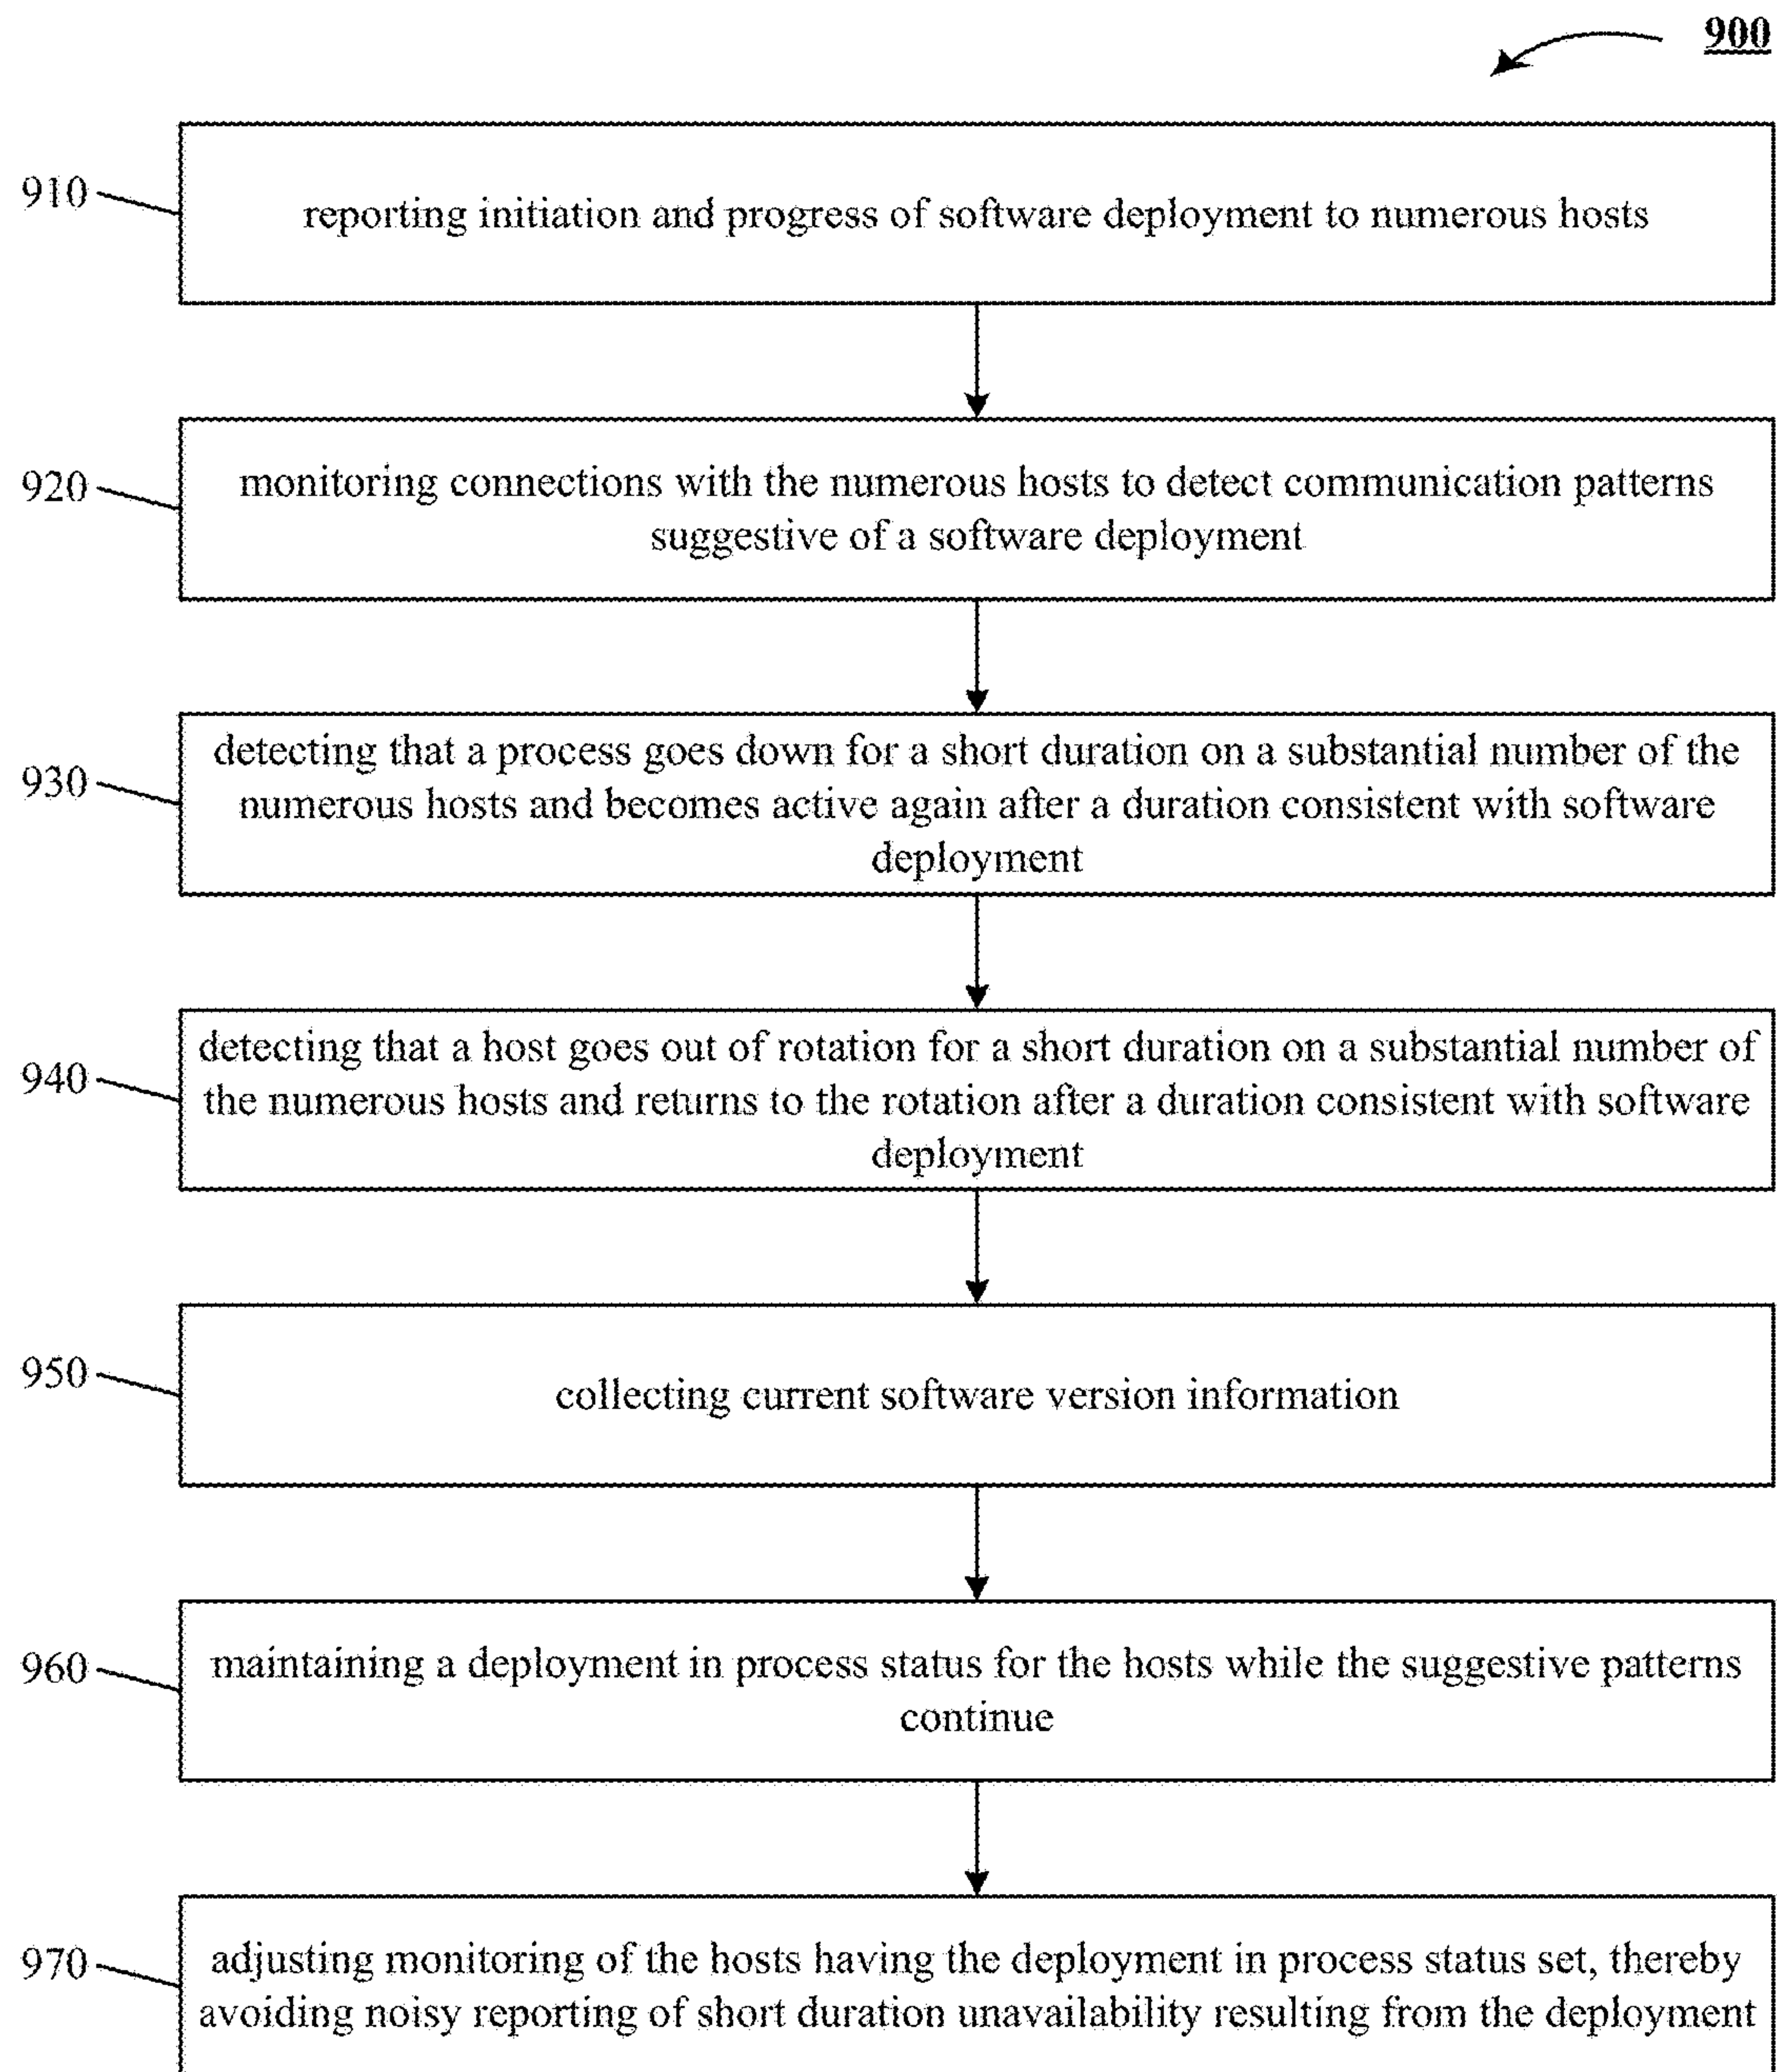 900
910
reporting initiation and progress of software deployment to numerous hosts
920
monitoring connections with the numerous hosts to detect communication patterns
suggestive of a software deployment
930
detecting that a process goes down for a short duration on a substantial number of the
numerous hosts and becomes active again after a duration consistent with software
deployment
940
detecting that a host goes out of rotation for a short duration on a substantial number of
the numerous hosts and returns to the rotation after a duration consistent with software
deployment
950
collecting current software version information
960
maintaining a deployment in process status for the hosts while the suggestive patterns
continue
970
adjusting monitoring of the hosts having the deployment in process status set, thereby
avoiding noisy reporting of short duration unavailability resulting from the deployment